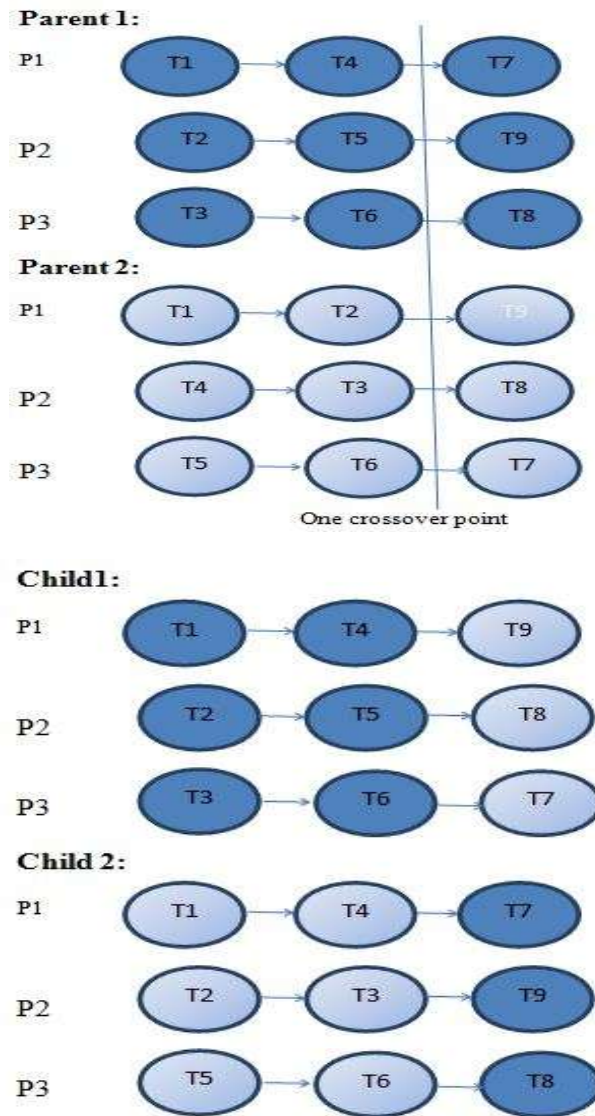 Parent 1:
P1 T1 T4 T7
P2 T2 T5 T9
P3 T3 T6 T8
Parent 2:
P1 T1 T2 T9
P2 T4 T3 T8
P3 T5 T6 T7
One crossover point
Child1:
P1 T1 T4 T9
P2 T2 T5 T8
P3 T3 T6 T7
Child 2:
P1 T1 T4 T7
P2 T2 T3 T9
P3 T5 T6 T8